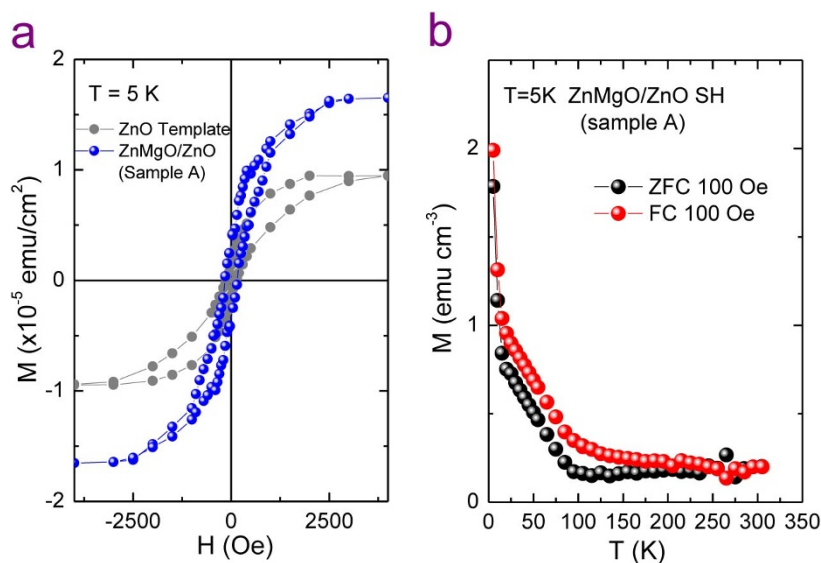 a
T = 5 K
ZnO Template
ZnMgO/ZnO
(Sample A)
2
1
0
-1
-2
M (x10⁻⁵ emu/cm²)
-2500 0 2500
H (Oe)
b
T=5K ZnMgO/ZnO SH
(sample A)
ZFC 100 Oe
FC 100 Oe
2
1
0
M (emu cm⁻³)
0 50 100 150 200 250 300 350
T (K)